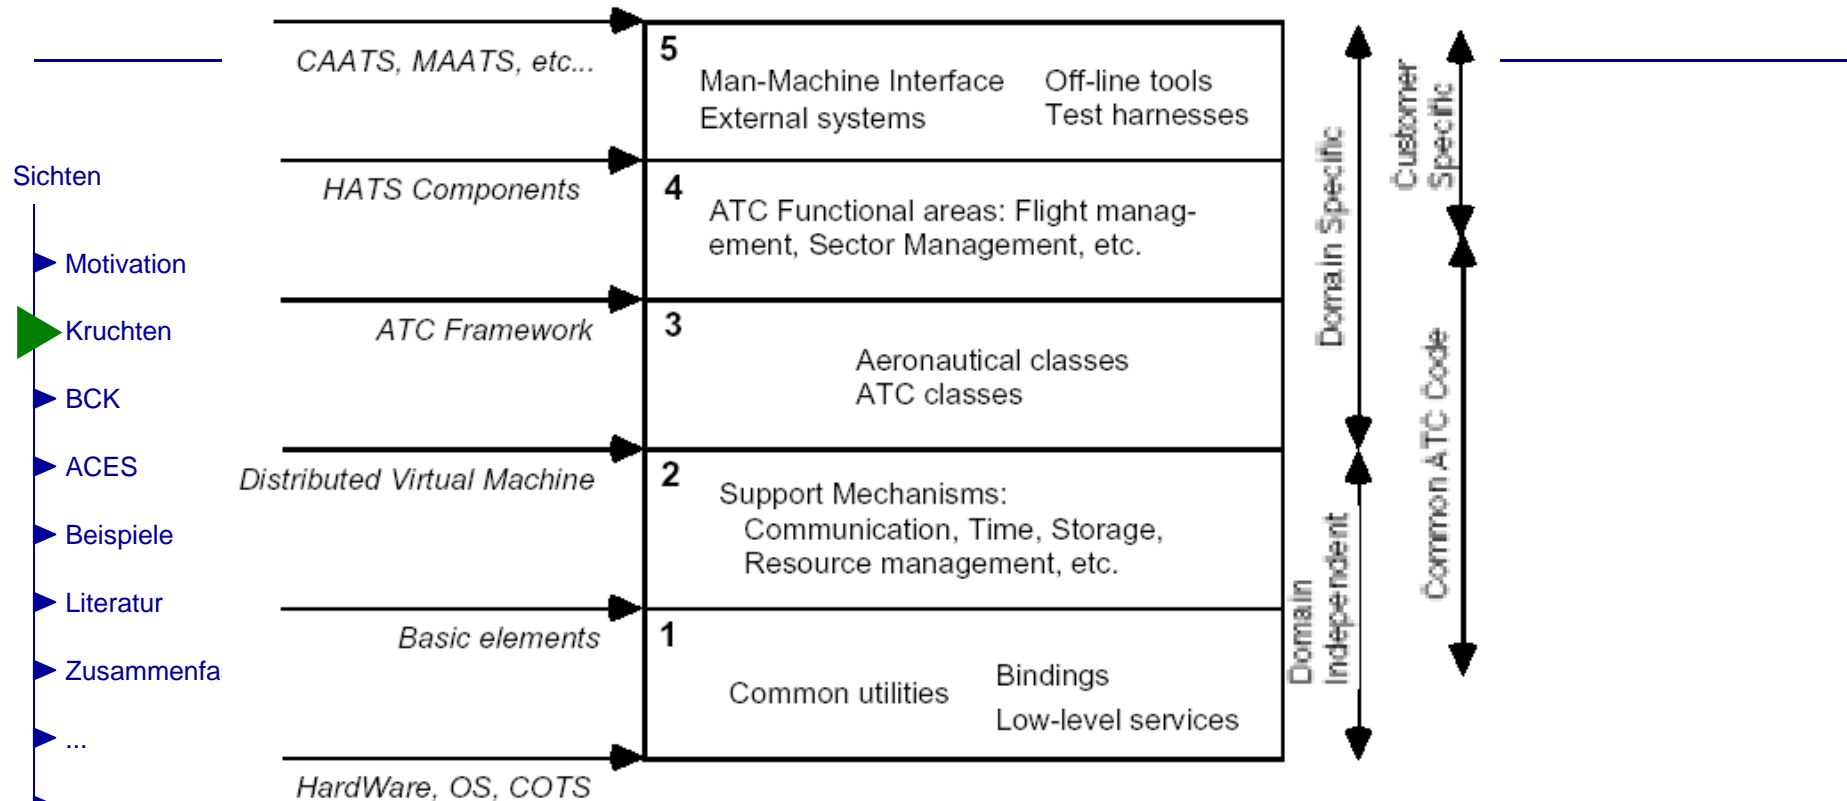 Sichten
Motivation
Kruchten
BCK
ACES
Beispiele
Literatur
Zusammenfa
...
CAATS, MAATS, etc...
HATS Components
ATC Framework
Distributed Virtual Machine
Basic elements
HardWare, OS, COTS
5
Man-Machine Interface
External systems
Off-line tools
Test harnesses
4
ATC Functional areas: Flight manag-
ement, Sector Management, etc.
3
Aeronautical classes
ATC classes
2
Support Mechanisms:
Communication, Time, Storage,
Resource management, etc.
1
Common utilities
Bindings
Low-level services
Domain Specific
Domain
Independent
Customer
Specific
Common ATC Code